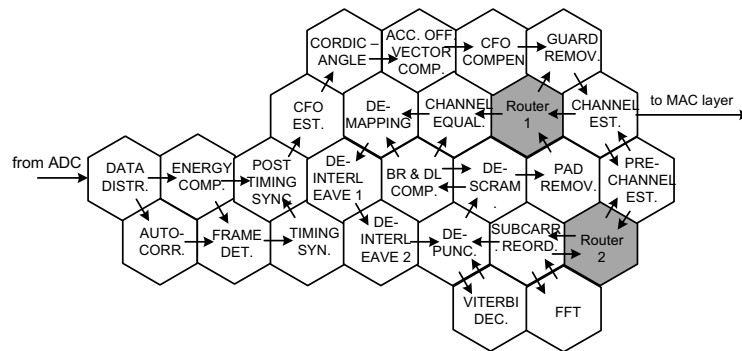 CORDIC –
ANGLE
ACC. OFF.
VECTOR
COMP.
CFO
COMPEN
GUARD
REMOV.
CFO
EST.
DE-
MAPPING
CHANNEL
EQUAL.
Router
1
CHANNEL
EST.
to MAC layer
from ADC
DATA
DISTR.
ENERGY
COMP.
POST
TIMING
SYNC
DE-
INTERL
EAVE 1
BR & DL
COMP.
DE-
SCRAM
.
PAD
REMOV.
PRE-
CHANNEL
EST.
AUTO-
CORR.
FRAME
DET.
TIMING
SYN.
DE-
INTERL
EAVE 2
DE-
PUNC.
SUBCARR
. REORD.
Router
2
VITERBI
DEC.
FFT